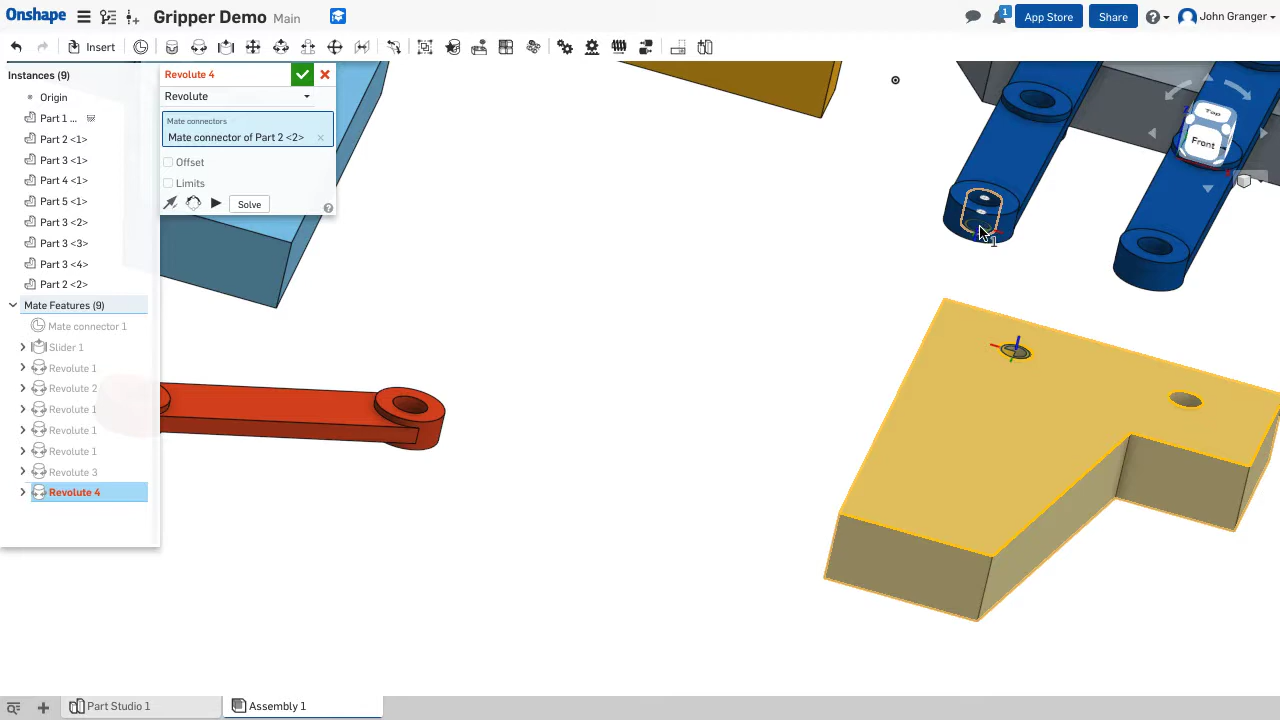 Onshape
Gripper Demo
Main
1
App Store
Share
John Granger
Insert
Instances (9)
Origin
Part 1 ...
Part 2 <1>
Part 3 <1>
Part 4 <1>
Part 5 <1>
Part 3 <2>
Part 3 <3>
Part 3 <4>
Part 2 <2>
Mate Features (9)
Mate connector 1
Slider 1
Revolute 1
Revolute 2
Revolute 1
Revolute 1
Revolute 1
Revolute 3
Revolute 4
Revolute 4
Revolute
Mate connectors
Mate connector of Part 2 <2>
Offset
Limits
Solve
Top
Front
1
Part Studio 1
Assembly 1